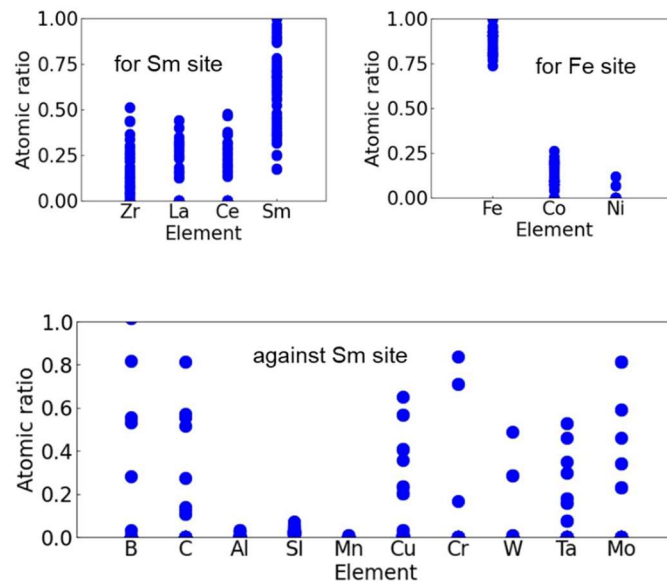 1.00
0.75
0.50
0.25
0.00
Atomic ratio
for Sm site
Zr La Ce Sm
Element
1.00
0.75
0.50
0.25
0.00
Atomic ratio
for Fe site
Fe Co Ni
Element
1.0
0.8
0.6
0.4
0.2
0.0
Atomic ratio
against Sm site
B C Al SI Mn Cu Cr W Ta Mo
Element